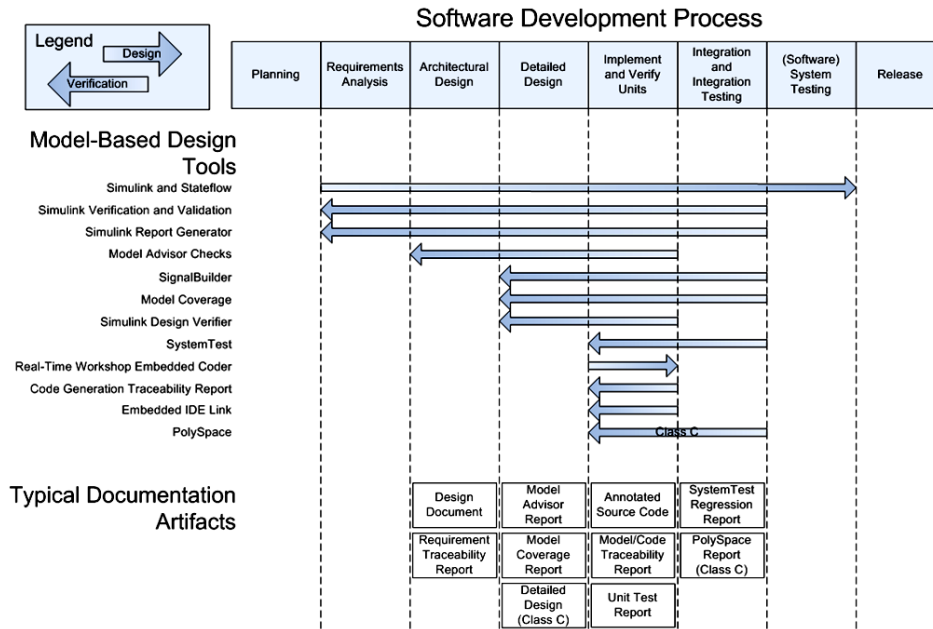 Software Development Process
Legend
Design
Verification
Planning
Requirements
Analysis
Architectural
Design
Detailed
Design
Implement
and Verify
Units
Integration
and
Integration
Testing
(Software)
System
Testing
Release
Model-Based Design
Tools
Simulink and Stateflow
Simulink Verification and Validation
Simulink Report Generator
Model Advisor Checks
SignalBuilder
Model Coverage
Simulink Design Verifier
SystemTest
Real-Time Workshop Embedded Coder
Code Generation Traceability Report
Embedded IDE Link
PolySpace
Class C
Typical Documentation
Artifacts
Design
Document
Model
Advisor
Report
Annotated
Source Code
SystemTest
Regression
Report
Requirement
Traceability
Report
Model
Coverage
Report
Model/Code
Traceability
Report
PolySpace
Report
(Class C)
Detailed
Design
(Class C)
Unit Test
Report